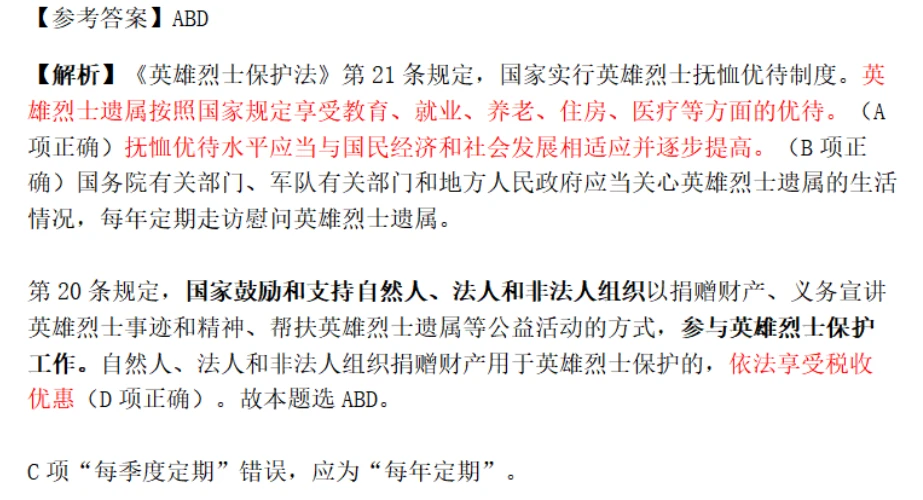 【参考答案】ABD
【解析】《英雄烈士保护法》第 21 条规定，国家实行英雄烈士抚恤优待制度。英
雄烈士遗属按照国家规定享受教育、就业、养老、住房、医疗等方面的优待。（A
项正确）抚恤优待水平应当与国民经济和社会发展相适应并逐步提高。（B 项正
确）国务院有关部门、军队有关部门和地方人民政府应当关心英雄烈士遗属的生活
情况，每年定期走访慰问英雄烈士遗属。
第 20 条规定，国家鼓励和支持自然人、法人和非法人组织以捐赠财产、义务宣讲
英雄烈士事迹和精神、帮扶英雄烈士遗属等公益活动的方式，参与英雄烈士保护
工作。自然人、法人和非法人组织捐赠财产用于英雄烈士保护的，依法享受税收
优惠（D 项正确）。故本题选 ABD。
C 项“每季度定期”错误，应为“每年定期”。